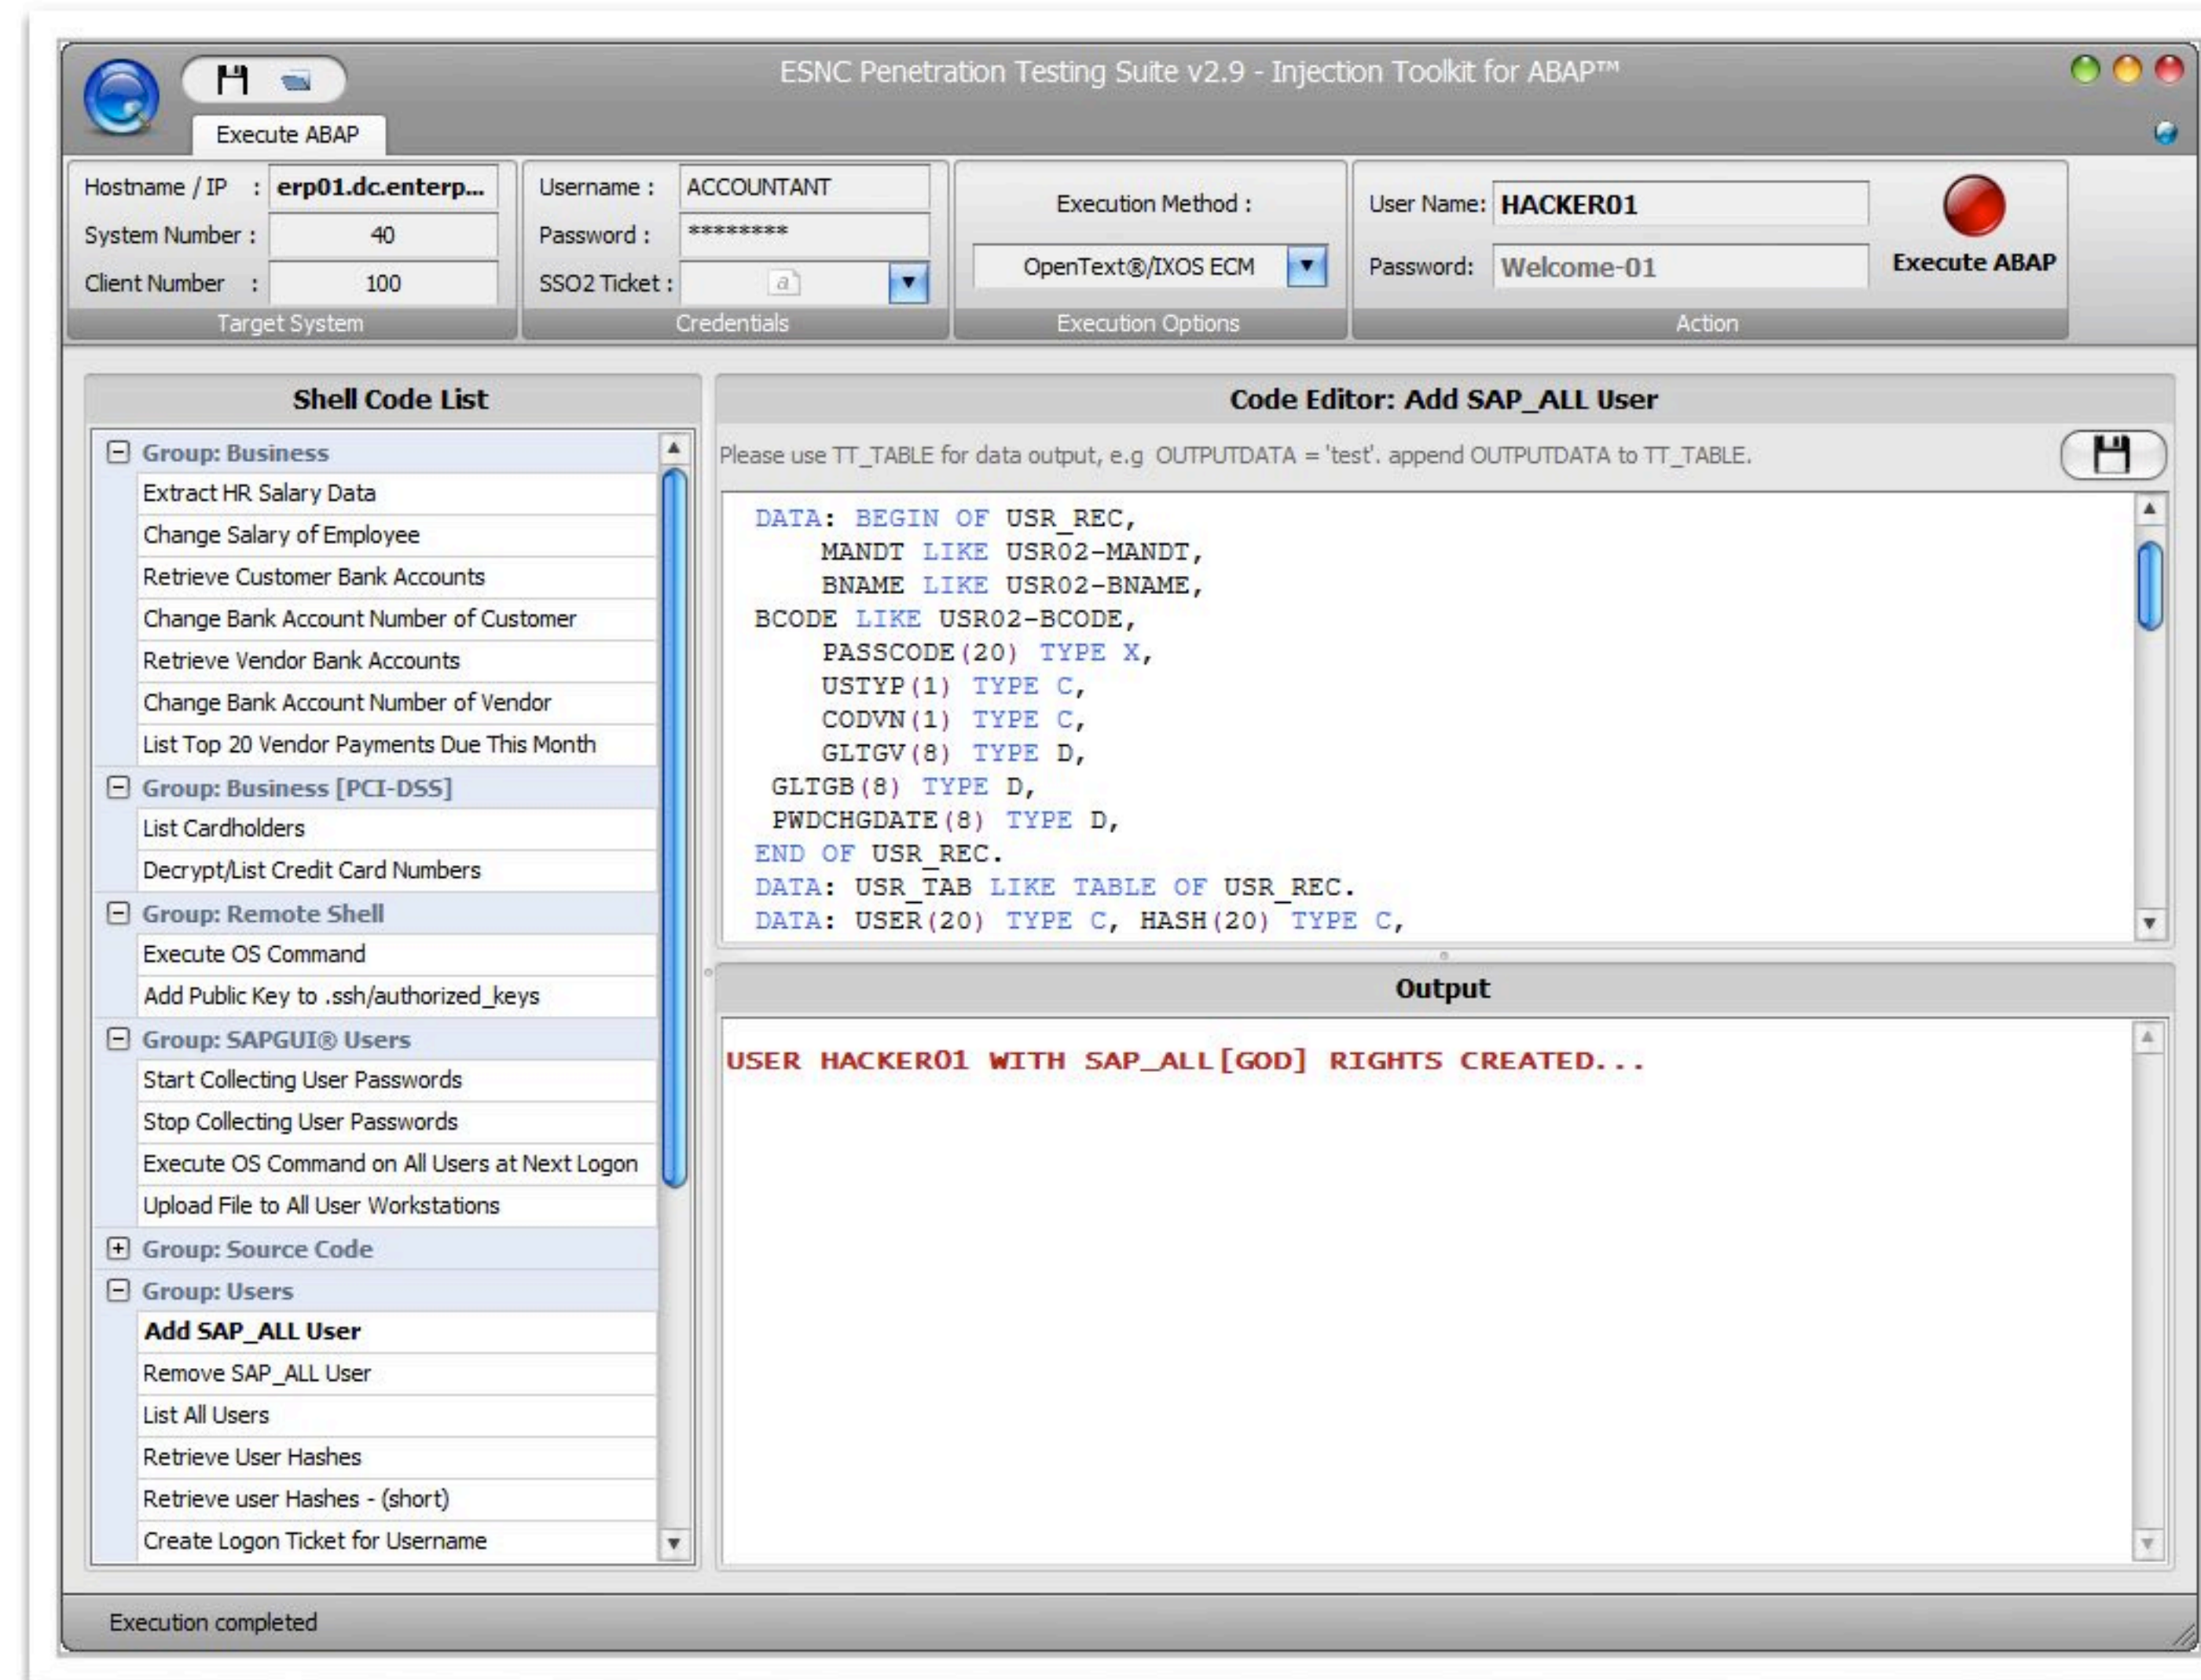 ESNC Penetration Testing Suite v2.9 - Injection Toolkit for ABAP™
Execute ABAP
Hostname / IP : erp01.dc.enterp...
System Number : 40
Client Number : 100
Target System
Username : ACCOUNTANT
Password : ********
SSO2 Ticket : a
Credentials
Execution Method :
OpenText®/IXOS ECM
Execution Options
User Name: HACKER01
Password: Welcome-01
Execute ABAP
Action
Shell Code List
Group: Business
Extract HR Salary Data
Change Salary of Employee
Retrieve Customer Bank Accounts
Change Bank Account Number of Customer
Retrieve Vendor Bank Accounts
Change Bank Account Number of Vendor
List Top 20 Vendor Payments Due This Month
Group: Business [PCI-DSS]
List Cardholders
Decrypt/List Credit Card Numbers
Group: Remote Shell
Execute OS Command
Add Public Key to .ssh/authorized_keys
Group: SAPGUI® Users
Start Collecting User Passwords
Stop Collecting User Passwords
Execute OS Command on All Users at Next Logon
Upload File to All User Workstations
Group: Source Code
Group: Users
Add SAP_ALL User
Remove SAP_ALL User
List All Users
Retrieve User Hashes
Retrieve user Hashes - (short)
Create Logon Ticket for Username
Code Editor: Add SAP_ALL User
Please use TT_TABLE for data output, e.g OUTPUTDATA = 'test'. append OUTPUTDATA to TT_TABLE.
DATA: BEGIN OF USR_REC,
MANDT LIKE USR02-MANDT,
BNAME LIKE USR02-BNAME,
BCODE LIKE USR02-BCODE,
PASSCODE(20) TYPE X,
USTYP(1) TYPE C,
CODVN(1) TYPE C,
GLTGV(8) TYPE D,
GLTGB(8) TYPE D,
PWDCHGDATE(8) TYPE D,
END OF USR_REC.
DATA: USR_TAB LIKE TABLE OF USR_REC.
DATA: USER(20) TYPE C, HASH(20) TYPE C,
Output
USER HACKER01 WITH SAP_ALL[GOD] RIGHTS CREATED...
Execution completed